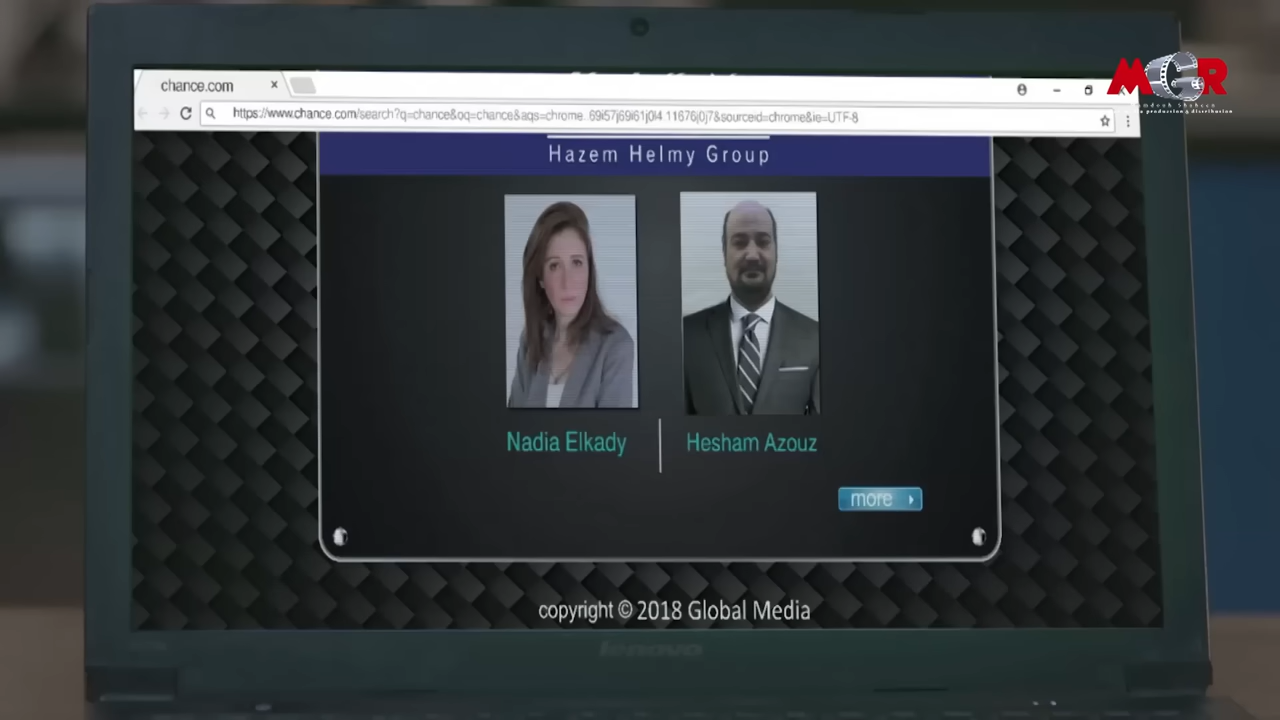 chance.com
https://www.chance.com/search?q=chance&oq=chance&aqs=chrome..69i57j69i61j0l4.11676j0j7&sourceid=chrome&ie=UTF-8
MGR
Hazem Helmy Group
Nadia Elkady
Hesham Azouz
more
copyright © 2018 Global Media
lenovo